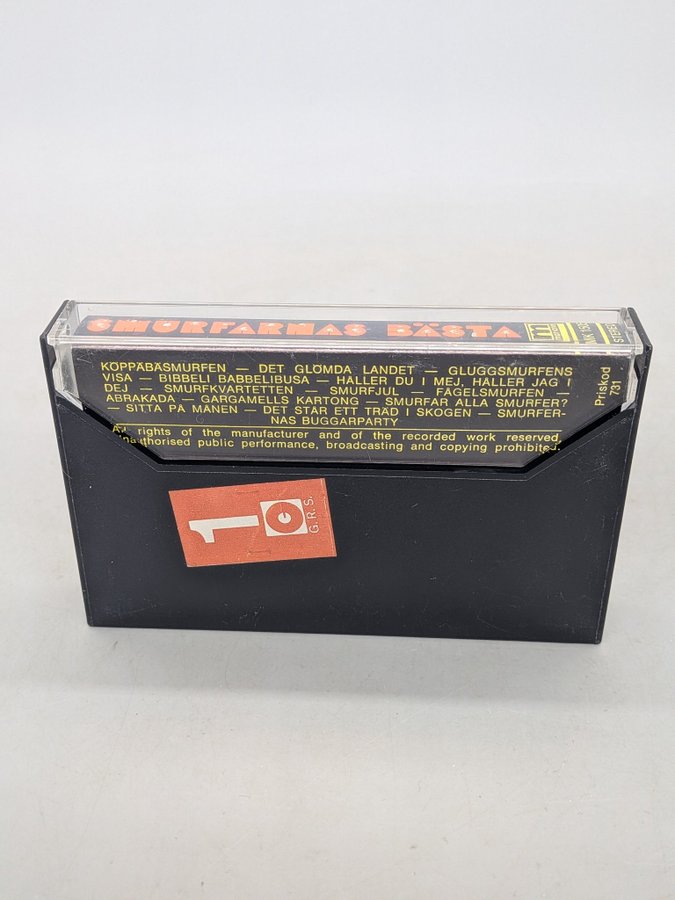 SMURFARNAS BÄSTA
STEREO
KOPPABASMURFEN — DET GLÖMDA LANDET — GLUGGSMURFENS
VISA — BIBBELI BABBELIBUSA — HÅLLER DU I MEJ, HÅLLER JAG I
DEJ — SMURFKVARTETTEN — SMURFJUL — FÅGELSMURFEN —
ABRAKADA — GARGAMELLS KARTONG — SMURFAR ALLA SMURFER?
— SITTA PÅ MÅNEN — DET STÅR ETT TRÄD I SKOGEN — SMURFER-
NAS BUGGARPARTY
Priskod
731
All rights of the manufacturer and of the recorded work reserved,
unauthorised public performance, broadcasting and copying prohibited.
1
G.R.S.